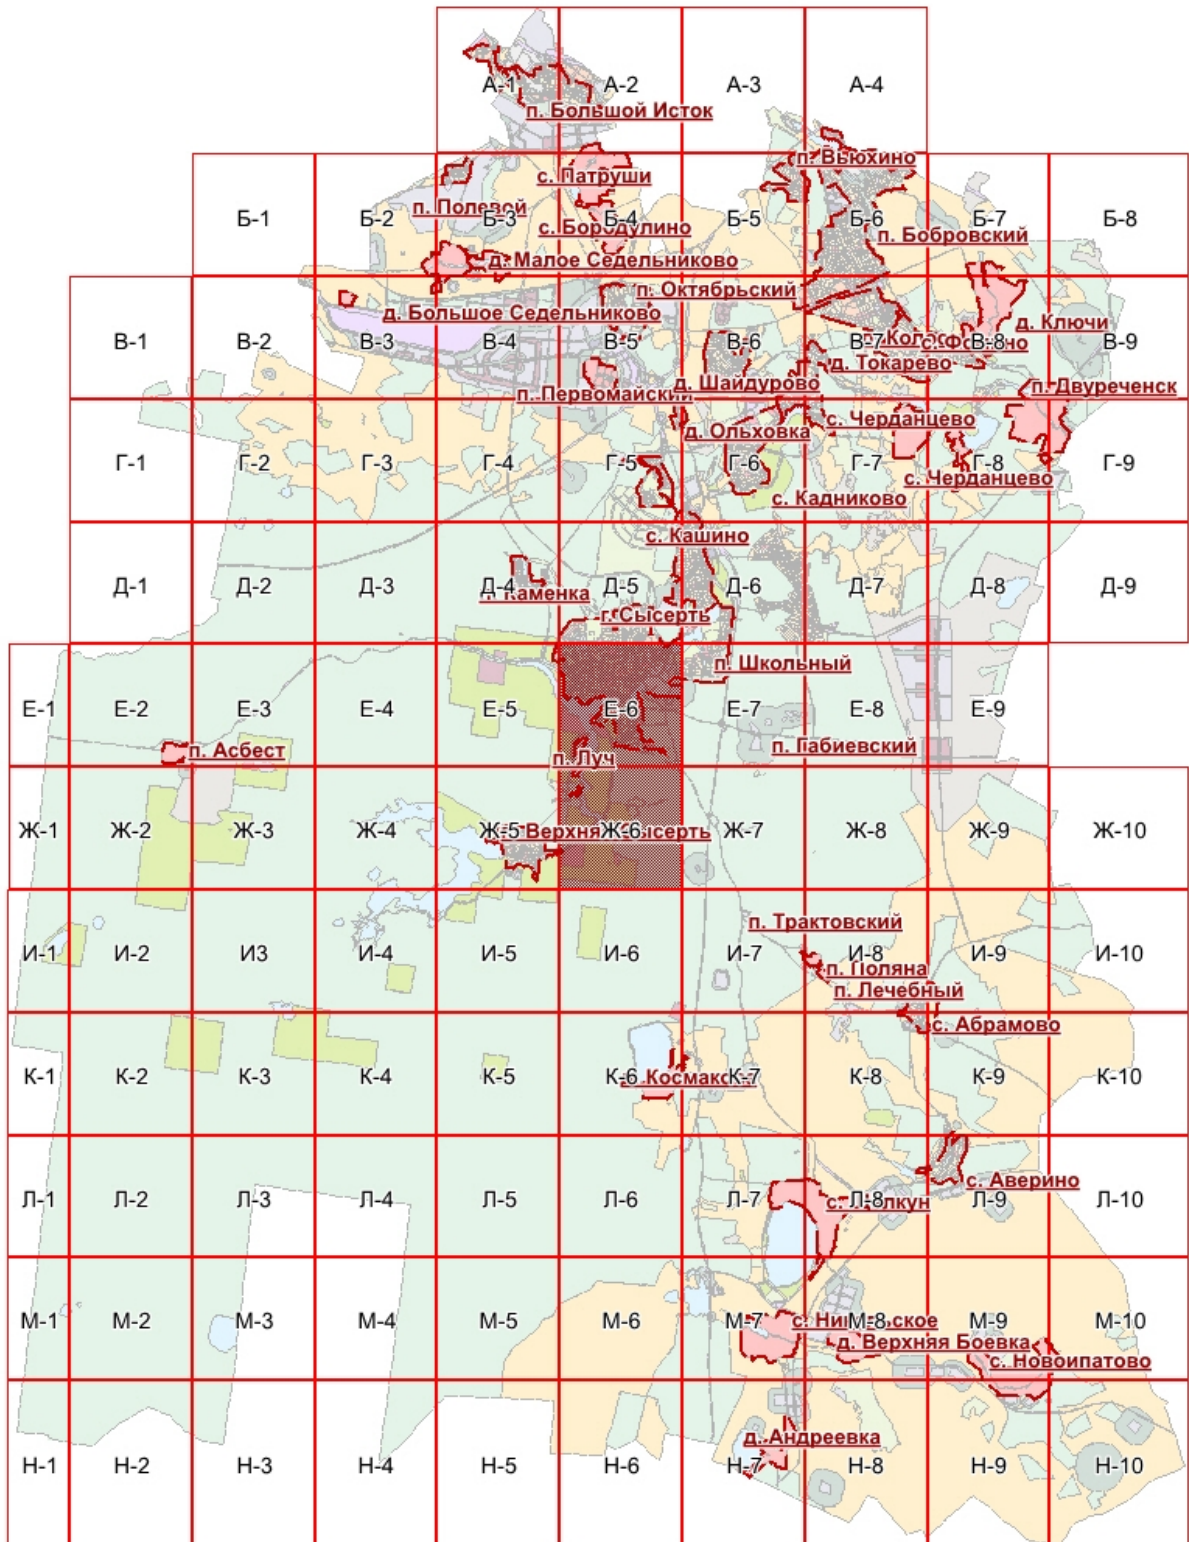 А-1 А-2 А-3 А-4
п. Большой Исток
п. Вьюхино
с. Патруши
п. Полевой
Б-1 Б-2 Б-3 Б-4 Б-5 Б-6 Б-7 Б-8
с. Бородулино
п. Бобровский
д. Малое Седельниково
п. Октябрьский
д. Большое Седельниково
д. Ключи
В-1 В-2 В-3 В-4 В-5 В-6 В-7 В-8 В-9
д. Токарево
д. Шайдурово
п. Двуреченск
п. Первомайский
с. Черданцево
д. Ольховка
Г-1 Г-2 Г-3 Г-4 Г-5 Г-6 Г-7 Г-8 Г-9
с. Черданцево
с. Кадниково
с. Кашино
Д-1 Д-2 Д-3 Д-4 Д-5 Д-6 Д-7 Д-8 Д-9
п. Каменка
г. Сысерть
п. Школьный
Е-1 Е-2 Е-3 Е-4 Е-5 Е-6 Е-7 Е-8 Е-9
п. Асбест
п. Габиевский
п. Луч
Ж-1 Ж-2 Ж-3 Ж-4 Ж-5 Ж-6 Ж-7 Ж-8 Ж-9 Ж-10
Верхняя Сысерть
п. Трактовский
И-1 И-2 И3 И-4 И-5 И-6 И-7 И-8 И-9 И-10
п. Поляна
п. Лечебный
с. Абрамово
К-1 К-2 К-3 К-4 К-5 К-6 К-7 К-8 К-9 К-10
с. Аверино
Л-1 Л-2 Л-3 Л-4 Л-5 Л-6 Л-7 Л-8 Л-9 Л-10
М-1 М-2 М-3 М-4 М-5 М-6 М-7 М-8 М-9 М-10
д. Верхняя Боевка
с. Новоипатово
д. Андреевка
Н-1 Н-2 Н-3 Н-4 Н-5 Н-6 Н-7 Н-8 Н-9 Н-10